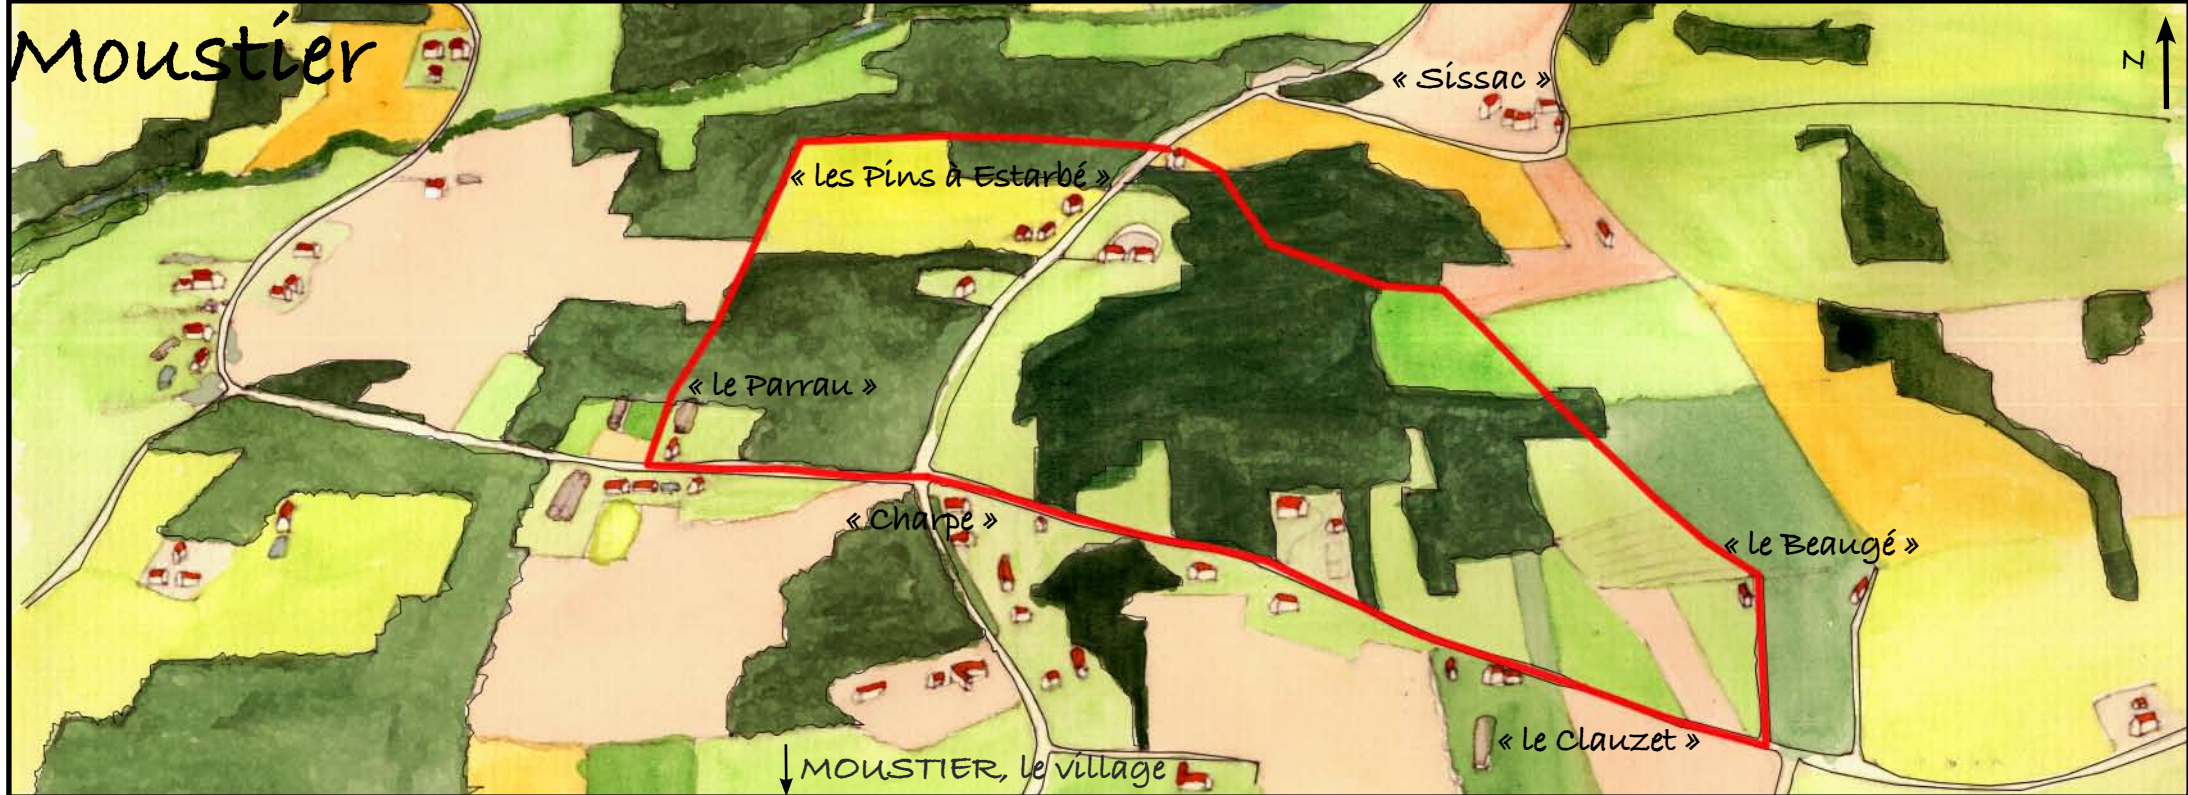 Moustier
« Sissac »
N
« les Pins à Estarbé »
« le Parrau »
« Charpe »
« le Beaugé »
« le Clauzet »
MOUSTIER, le village